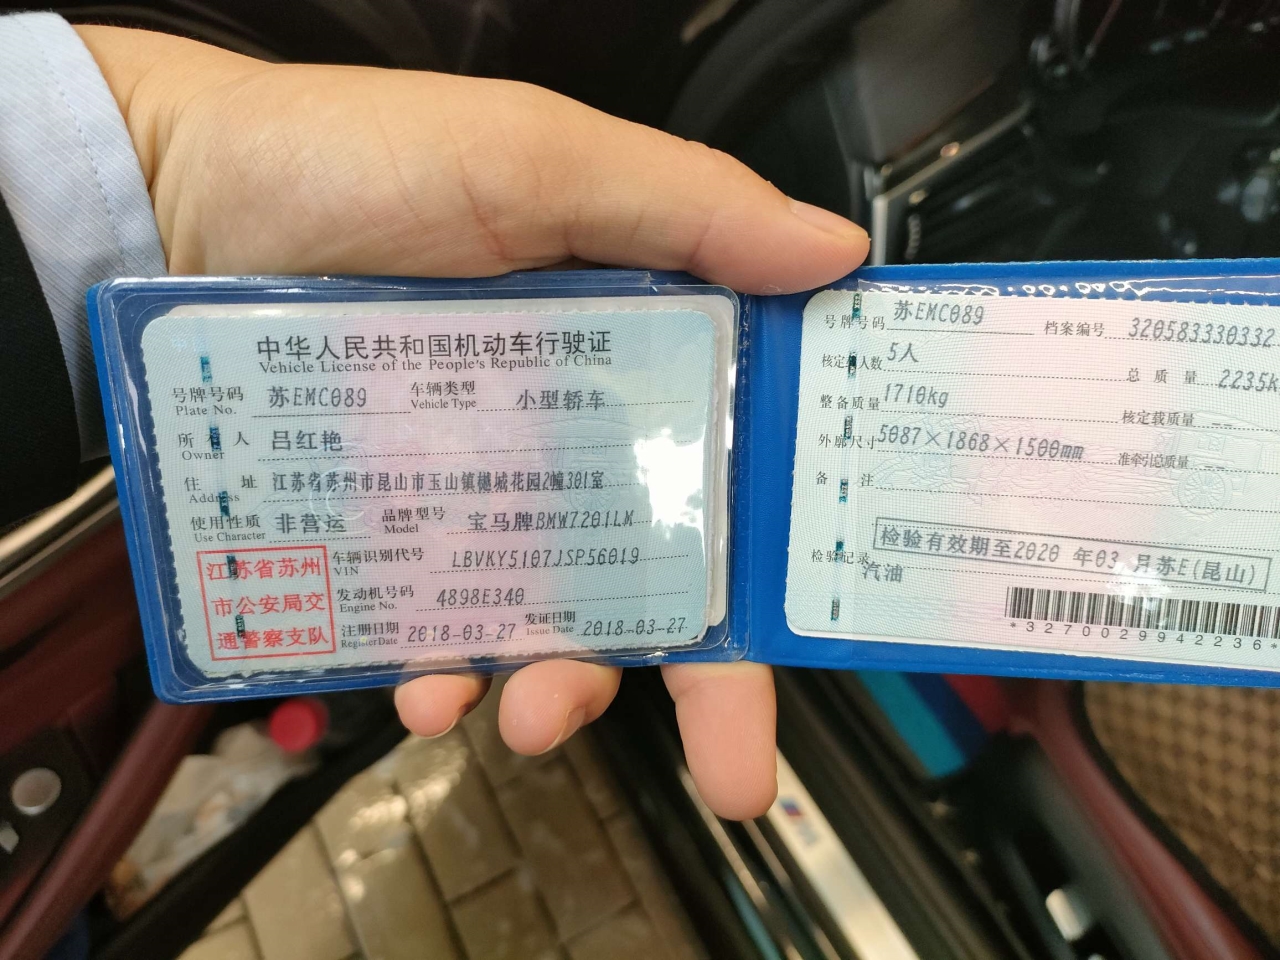 中华人民共和国机动车行驶证
Vehicle License of the People's Republic of China
号牌号码 苏EMC089 车辆类型 小型轿车
Plate No. Vehicle Type
所有人 吕红艳
Owner
住址 江苏省苏州市昆山市玉山镇樾城花园2幢301室
Address
使用性质 非营运 品牌型号 宝马牌BMW7201LM
Use Character Model
车辆识别代号 LBVKY5107JSP56019
VIN
发动机号码 4898E340
Engine No.
注册日期 2018-03-27 发证日期 2018-03-27
Register Date Issue Date
江苏省苏州
市公安局交
通警察支队
号牌号码 苏EMC089 档案编号 320583330332
核定载人数 5人 总质量 2235k
整备质量 1710kg 核定载质量 --
外廓尺寸 5087×1868×1500mm 准牵引总质量 --
备注
检验记录 检验有效期至2020年03月苏E(昆山)
汽油
*3270029942236*